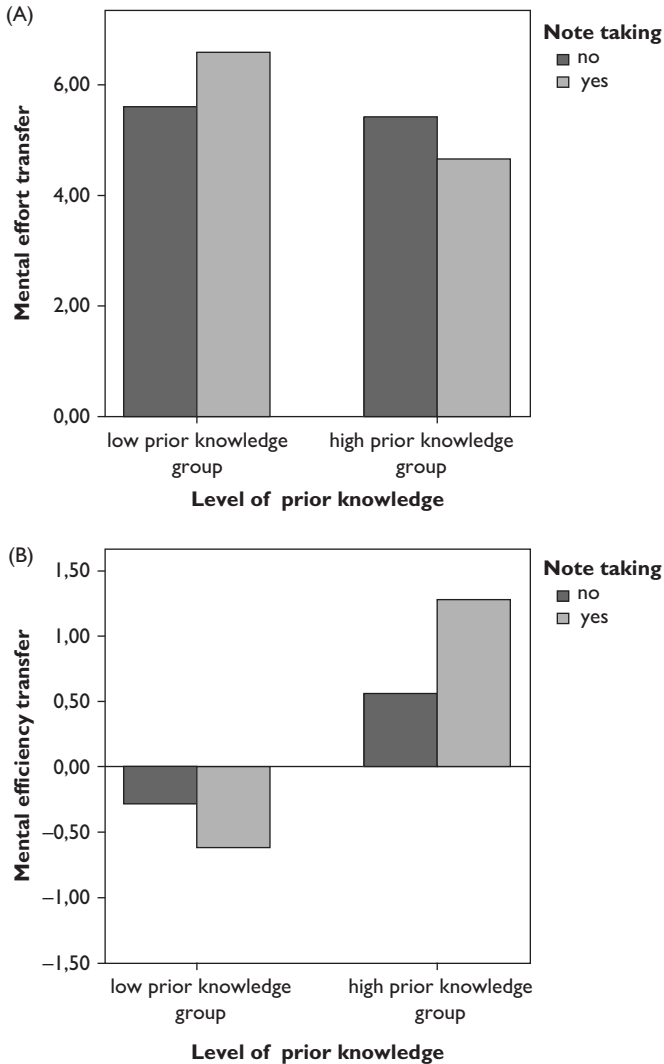 (A)
Note taking
no
yes
6,00
4,00
2,00
0,00
Mental effort transfer
low prior knowledge
group
high prior knowledge
group
Level of prior knowledge
(B)
Note taking
no
yes
1,50
1,00
0,50
0,00
–0,50
–1,00
–1,50
Mental efficiency transfer
low prior knowledge
group
high prior knowledge
group
Level of prior knowledge